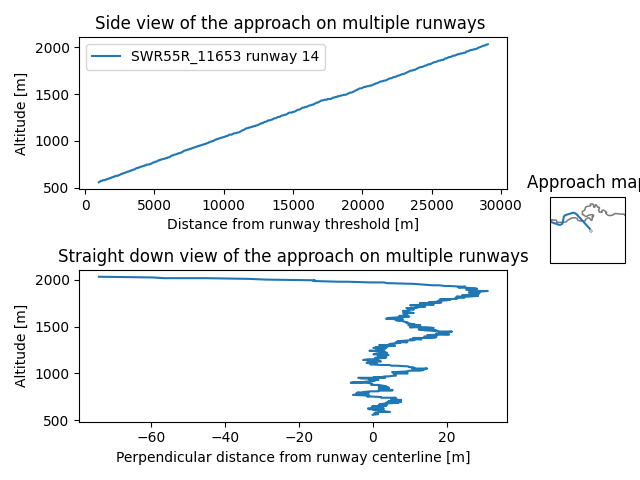 Side view of the approach on multiple runways
Altitude [m]
2000
1500
1000
500
SWR55R_11653 runway 14
0
5000
10000
15000
20000
25000
30000
Distance from runway threshold [m]
Approach map
Straight down view of the approach on multiple runways
Altitude [m]
2000
1500
1000
500
−60
−40
−20
0
20
Perpendicular distance from runway centerline [m]